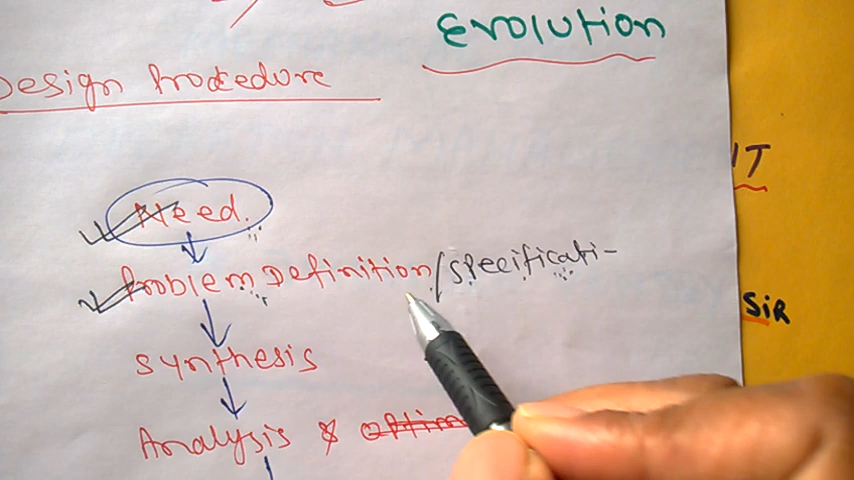 Evolution
Design Procedure
IT
Need.
Problem Definition/specificati-
SIR
Synthesis
Analysis &